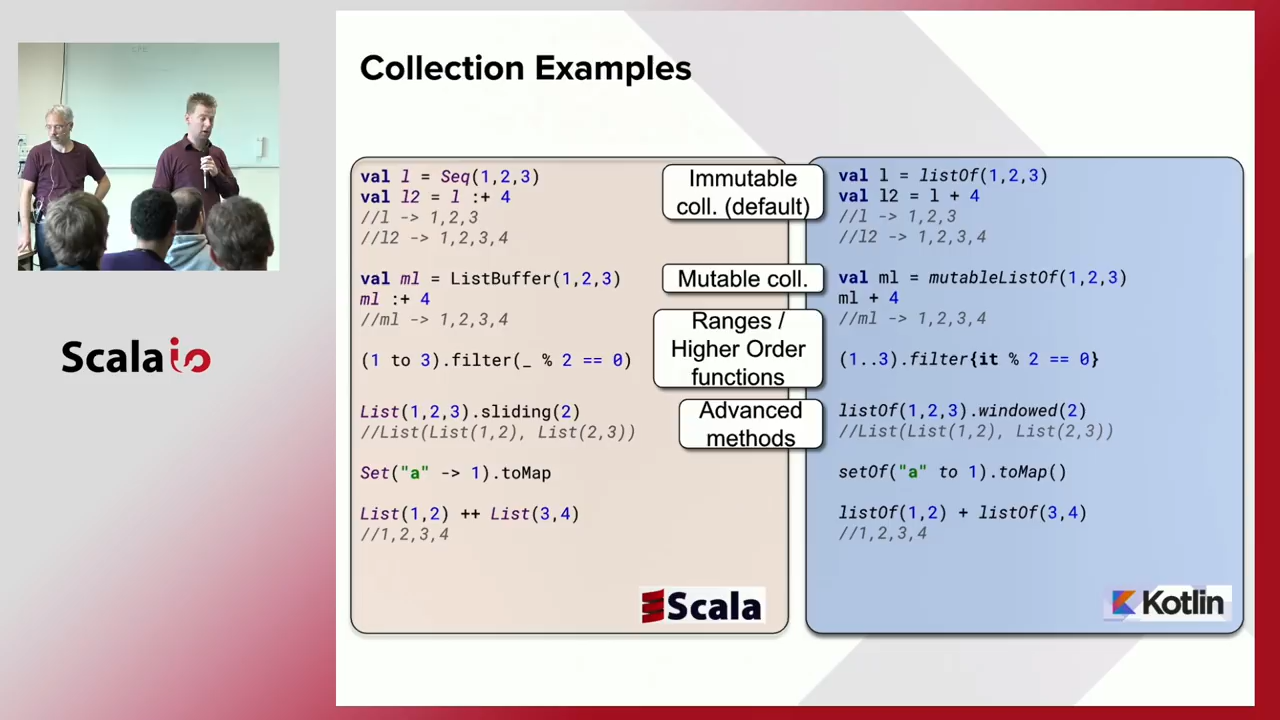 Collection Examples
val l = Seq(1,2,3)
val l2 = l :+ 4
//l -> 1,2,3
//l2 -> 1,2,3,4
val ml = ListBuffer(1,2,3)
ml :+ 4
//ml -> 1,2,3,4
(1 to 3).filter(_ % 2 == 0)
List(1,2,3).sliding(2)
//List(List(1,2), List(2,3))
Set("a" -> 1).toMap
List(1,2) ++ List(3,4)
//1,2,3,4
Scala
Immutable
coll. (default)
Mutable coll.
Ranges /
Higher Order
functions
Advanced
methods
val l = listOf(1,2,3)
val l2 = l + 4
//l -> 1,2,3
//l2 -> 1,2,3,4
val ml = mutableListOf(1,2,3)
ml + 4
//ml -> 1,2,3,4
(1..3).filter{it % 2 == 0}
listOf(1,2,3).windowed(2)
//List(List(1,2), List(2,3))
setOf("a" to 1).toMap()
listOf(1,2) + listOf(3,4)
//1,2,3,4
Kotlin
Scala io